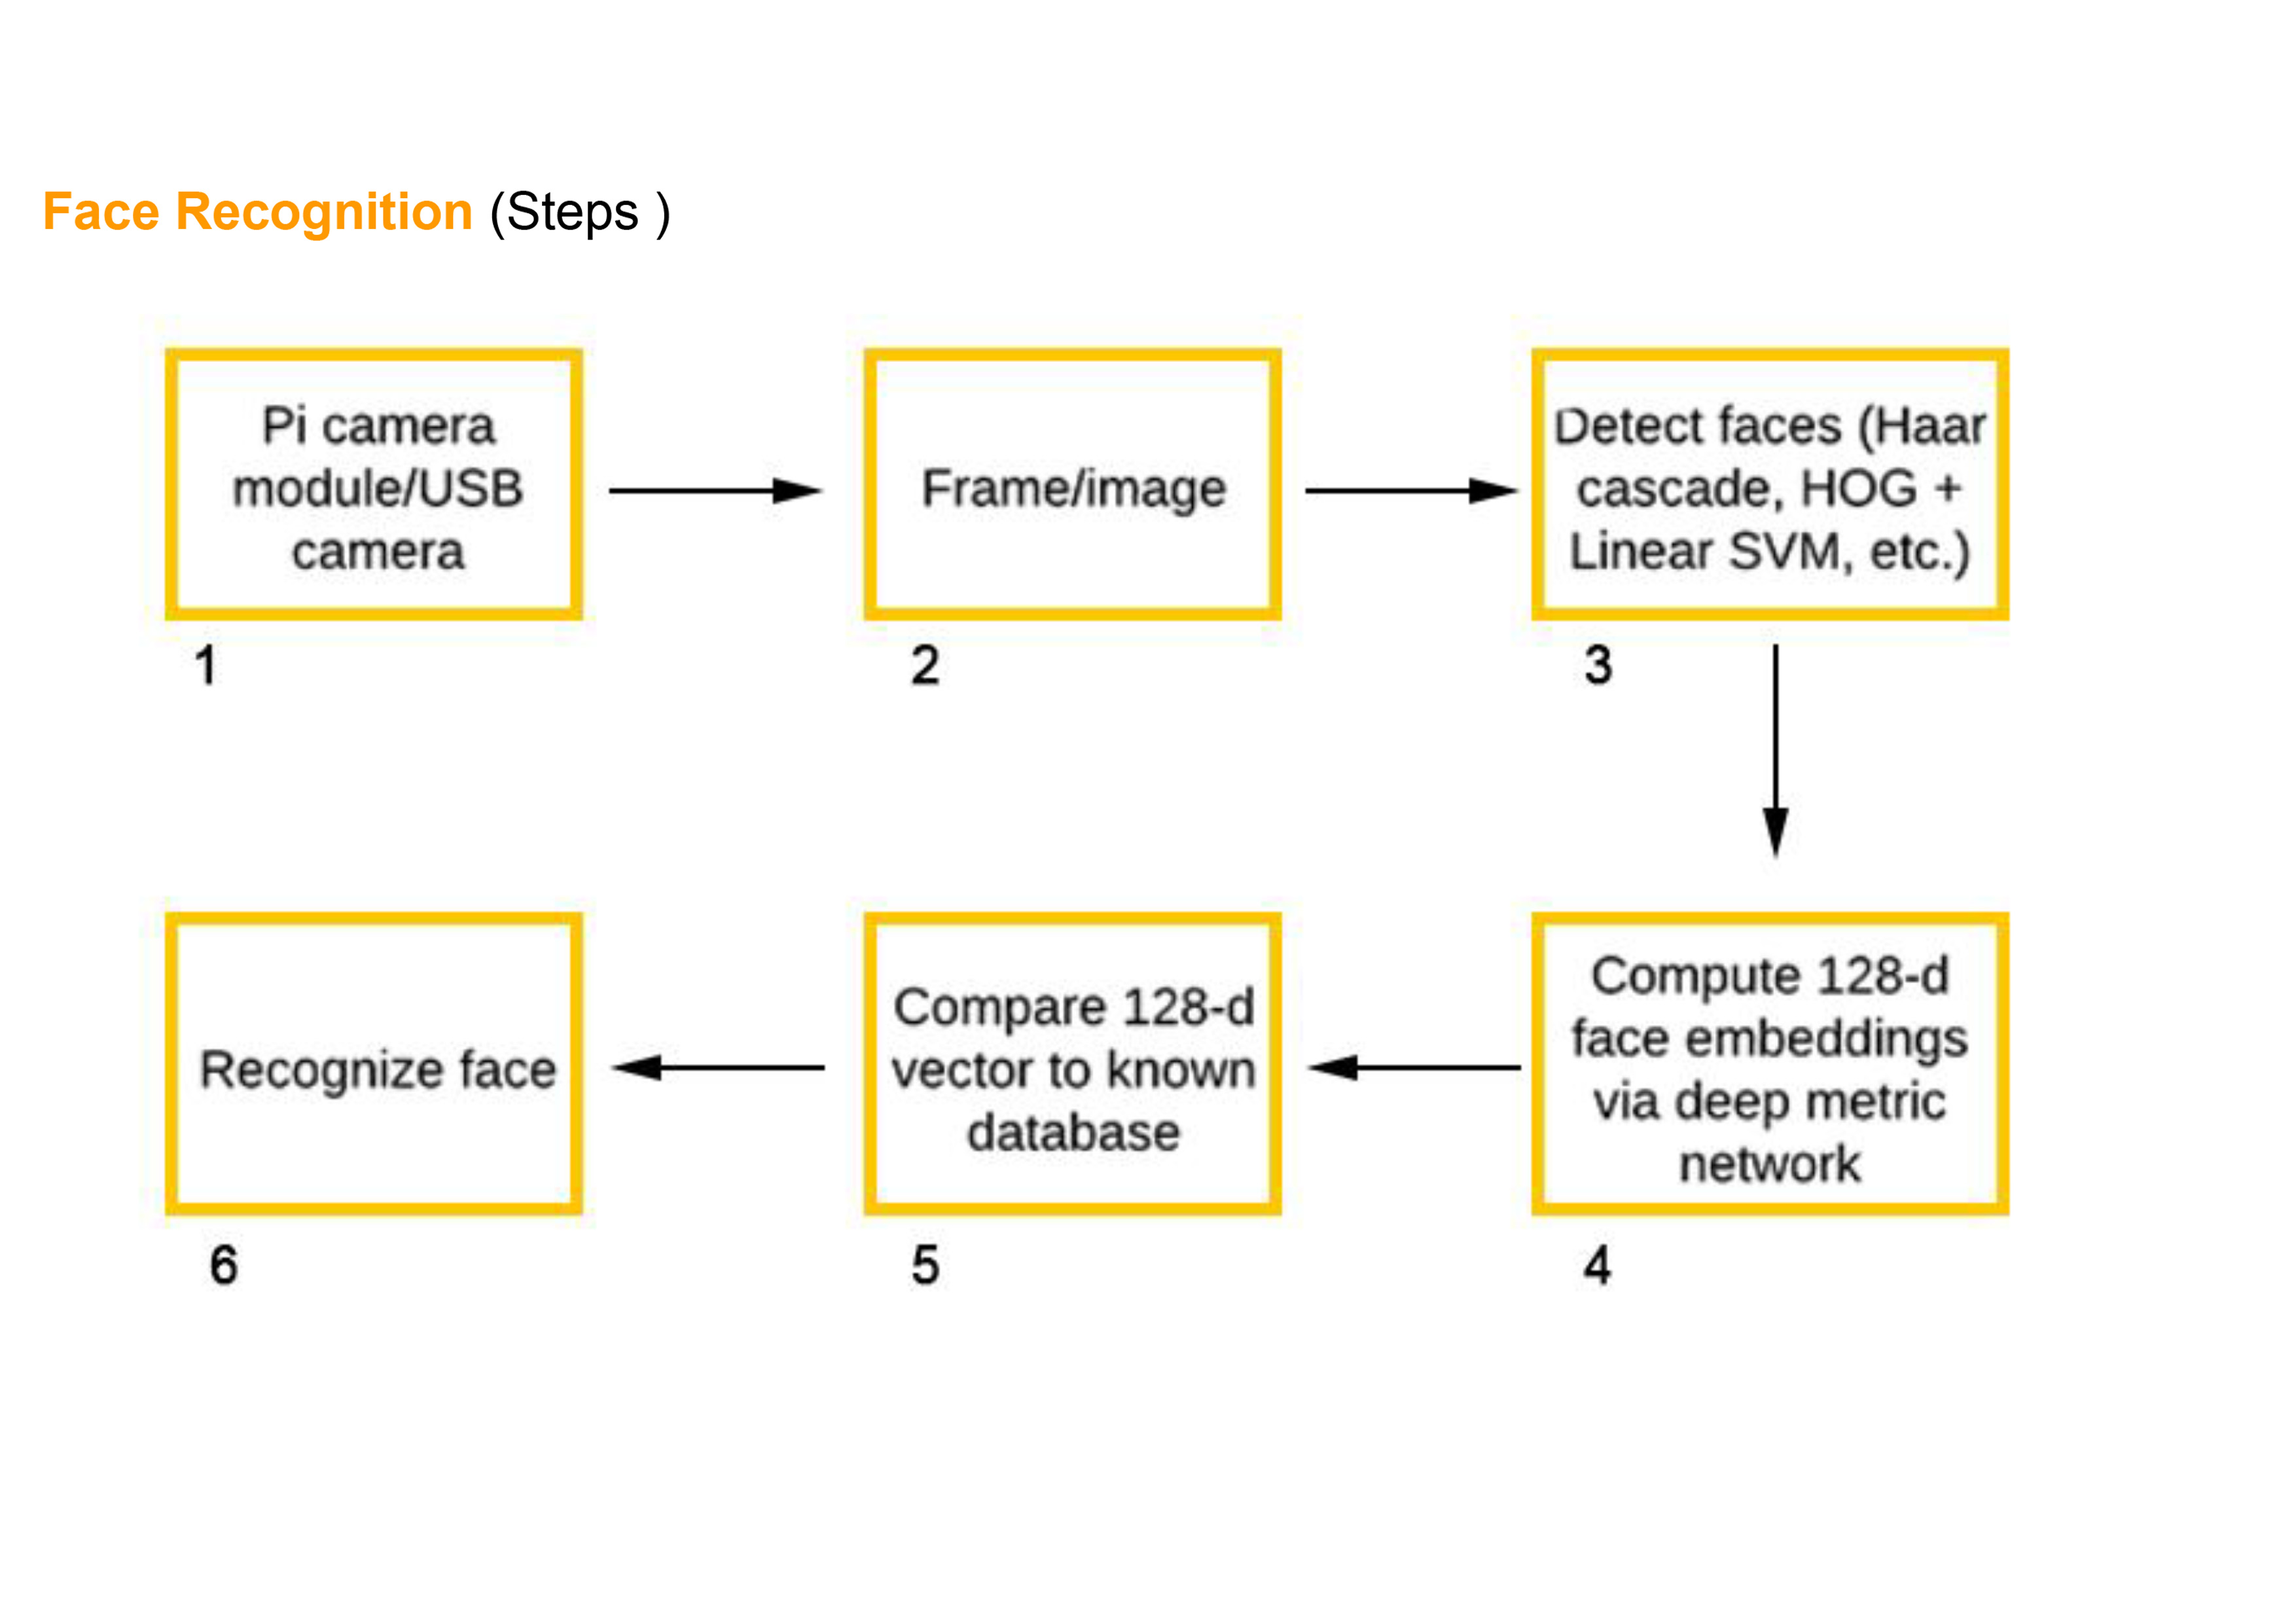 Face Recognition (Steps )
Pi camera
module/USB
camera
1
Frame/image
2
Detect faces (Haar
cascade, HOG +
Linear SVM, etc.)
3
Compute 128-d
face embeddings
via deep metric
network
4
Compare 128-d
vector to known
database
5
Recognize face
6